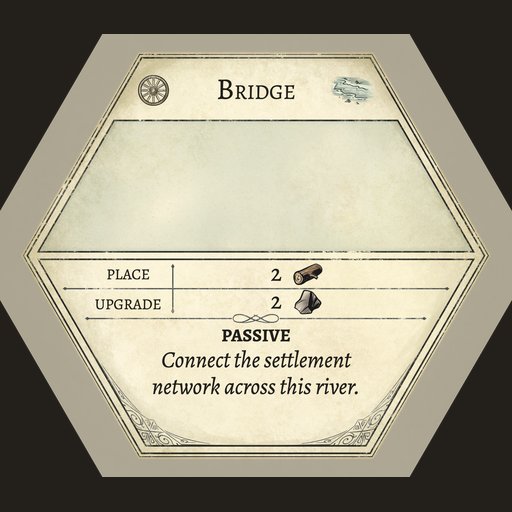 Bridge
PLACE 2
UPGRADE 2
PASSIVE
Connect the settlement
network across this river.